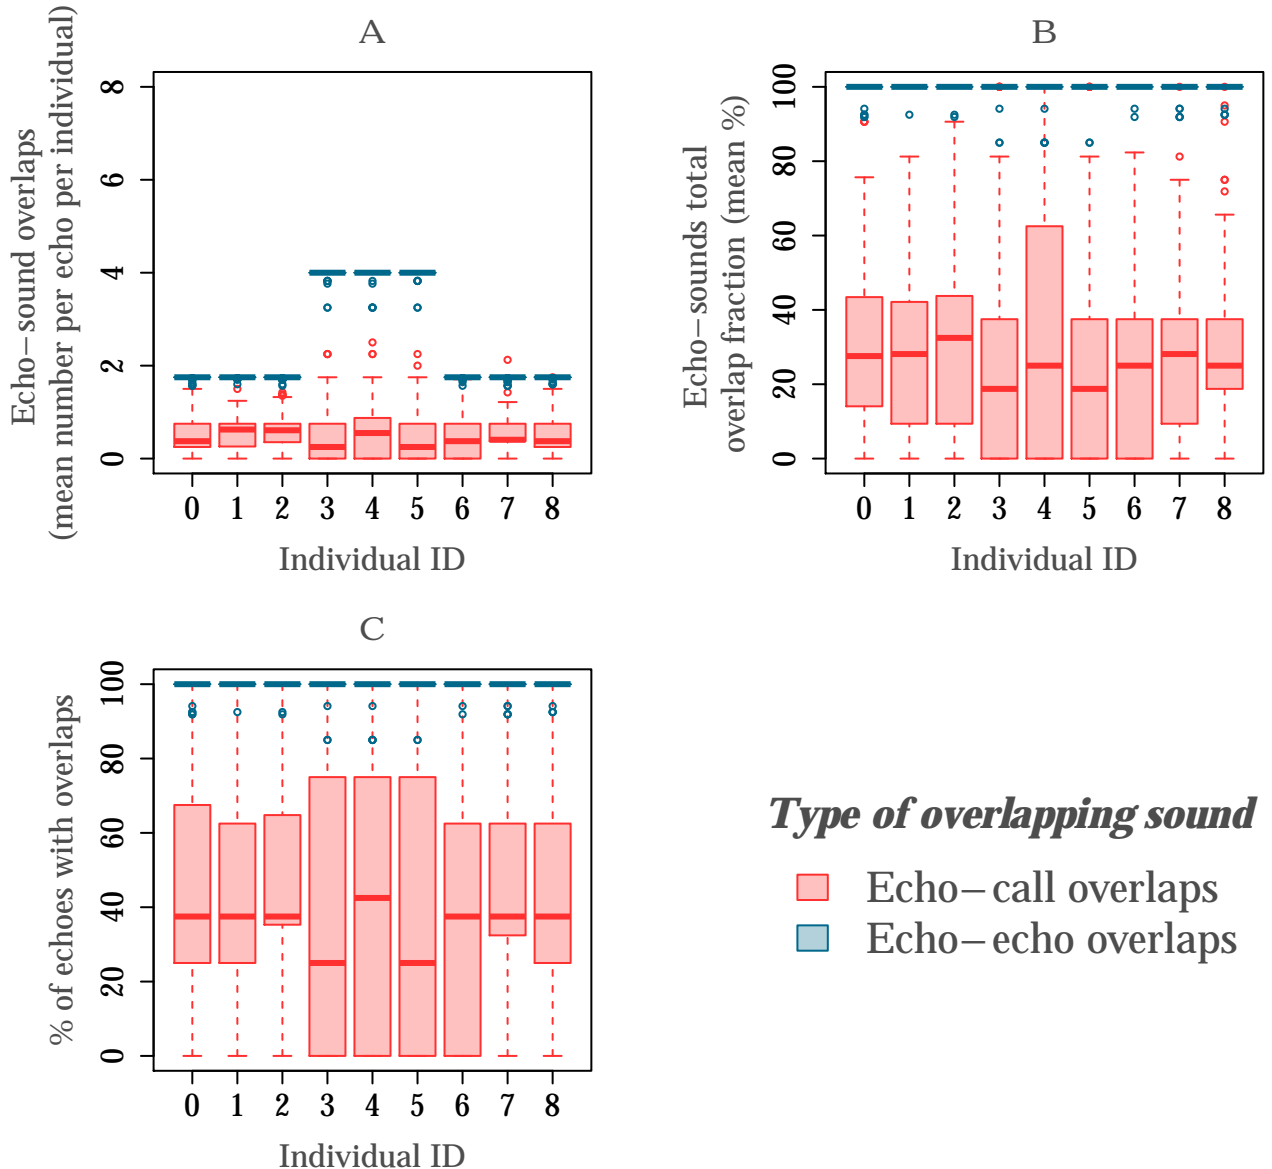 A
Echo–sound overlaps
(mean number per echo per individual)
8
6
4
2
0
0 1 2 3 4 5 6 7 8
Individual ID
B
Echo–sounds total
overlap fraction (mean %)
100
80
60
40
20
0
0 1 2 3 4 5 6 7 8
Individual ID
C
% of echoes with overlaps
100
80
60
40
20
0
0 1 2 3 4 5 6 7 8
Individual ID
Type of overlapping sound
Echo–call overlaps
Echo–echo overlaps